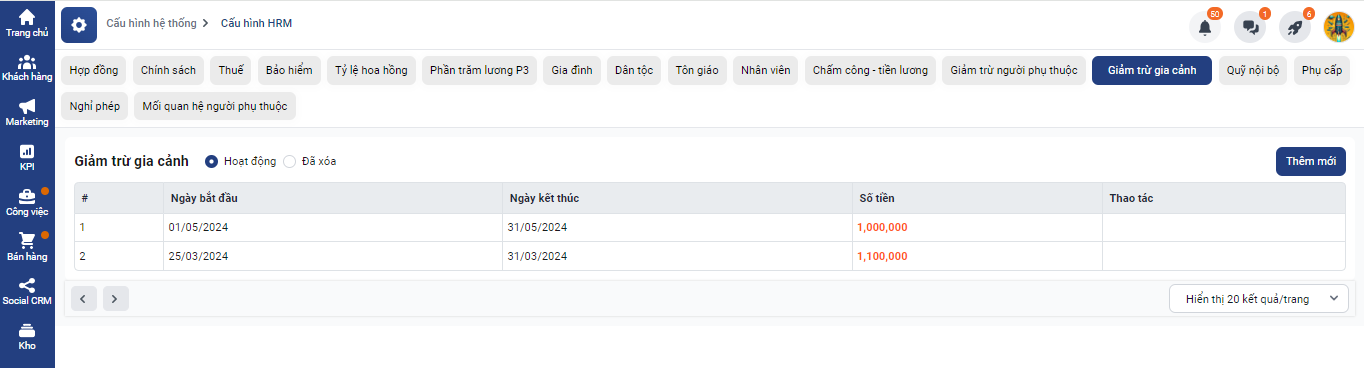 Trang chủ
Khách hàng
Marketing
KPI
Công việc
Bán hàng
Social CRM
Kho
Cấu hình hệ thống > Cấu hình HRM
50
1
6
Hợp đồng Chính sách Thuế Bảo hiểm Tỷ lệ hoa hồng Phần trăm lương P3 Gia đình Dân tộc Tôn giáo Nhân viên Chấm công - tiền lương Giảm trừ người phụ thuộc Giảm trừ gia cảnh Quỹ nội bộ Phụ cấp
Nghỉ phép Mối quan hệ người phụ thuộc
Giảm trừ gia cảnh Hoạt động Đã xóa Thêm mới
# Ngày bắt đầu Ngày kết thúc Số tiền Thao tác
1 01/05/2024 31/05/2024 1,000,000
2 25/03/2024 31/03/2024 1,100,000
Hiển thị 20 kết quả/trang